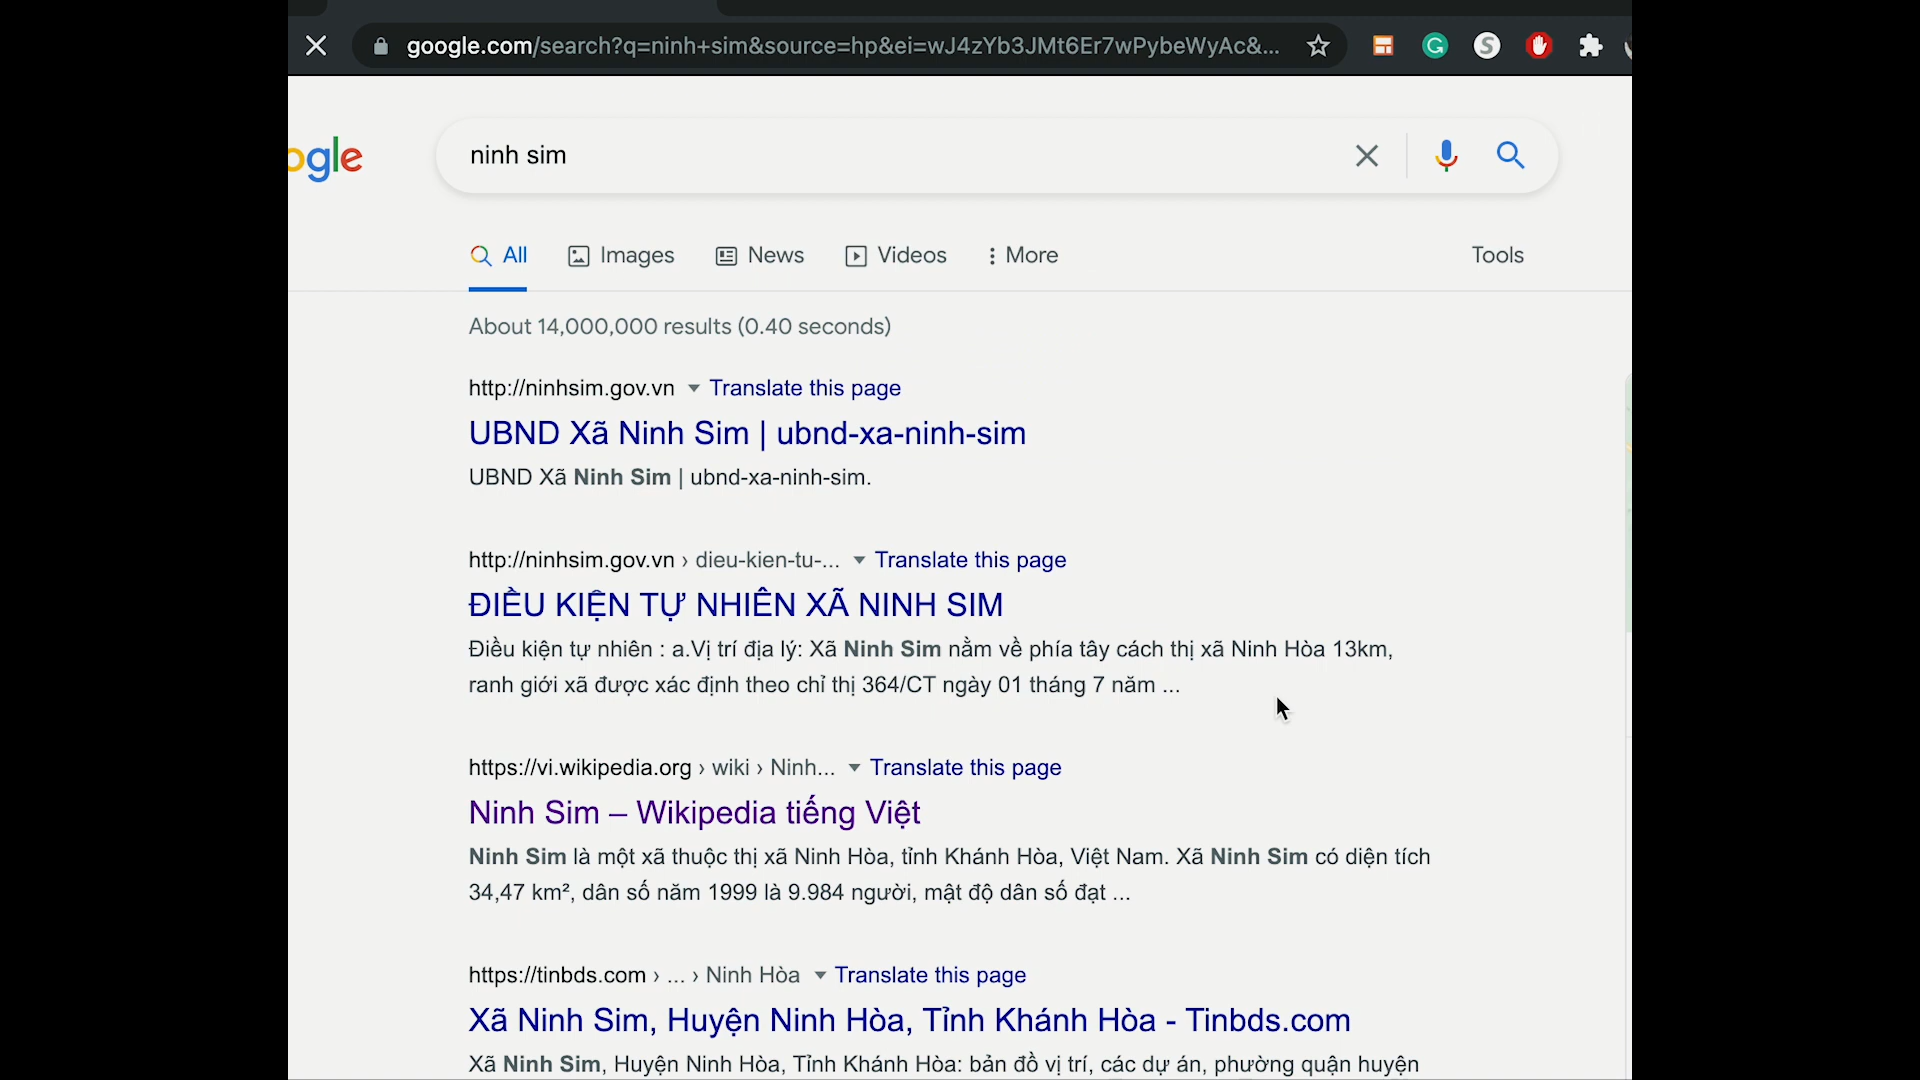 google.com/search?q=ninh+sim&source=hp&ei=wJ4zYb3JMt6Er7wPybeWyAc&...
ogle
ninh sim
All Images News Videos More Tools
About 14,000,000 results (0.40 seconds)
http://ninhsim.gov.vn Translate this page
UBND Xã Ninh Sim | ubnd-xa-ninh-sim
UBND Xã Ninh Sim | ubnd-xa-ninh-sim.
http://ninhsim.gov.vn › dieu-kien-tu-... Translate this page
ĐIỀU KIỆN TỰ NHIÊN XÃ NINH SIM
Điều kiện tự nhiên : a.Vị trí địa lý: Xã Ninh Sim nằm về phía tây cách thị xã Ninh Hòa 13km,
ranh giới xã được xác định theo chỉ thị 364/CT ngày 01 tháng 7 năm ...
https://vi.wikipedia.org › wiki › Ninh... Translate this page
Ninh Sim – Wikipedia tiếng Việt
Ninh Sim là một xã thuộc thị xã Ninh Hòa, tỉnh Khánh Hòa, Việt Nam. Xã Ninh Sim có diện tích
34,47 km², dân số năm 1999 là 9.984 người, mật độ dân số đạt ...
https://tinbds.com › ... › Ninh Hòa Translate this page
Xã Ninh Sim, Huyện Ninh Hòa, Tỉnh Khánh Hòa - Tinbds.com
Xã Ninh Sim, Huyện Ninh Hòa, Tỉnh Khánh Hòa: bản đồ vị trí, các dự án, phường quận huyện